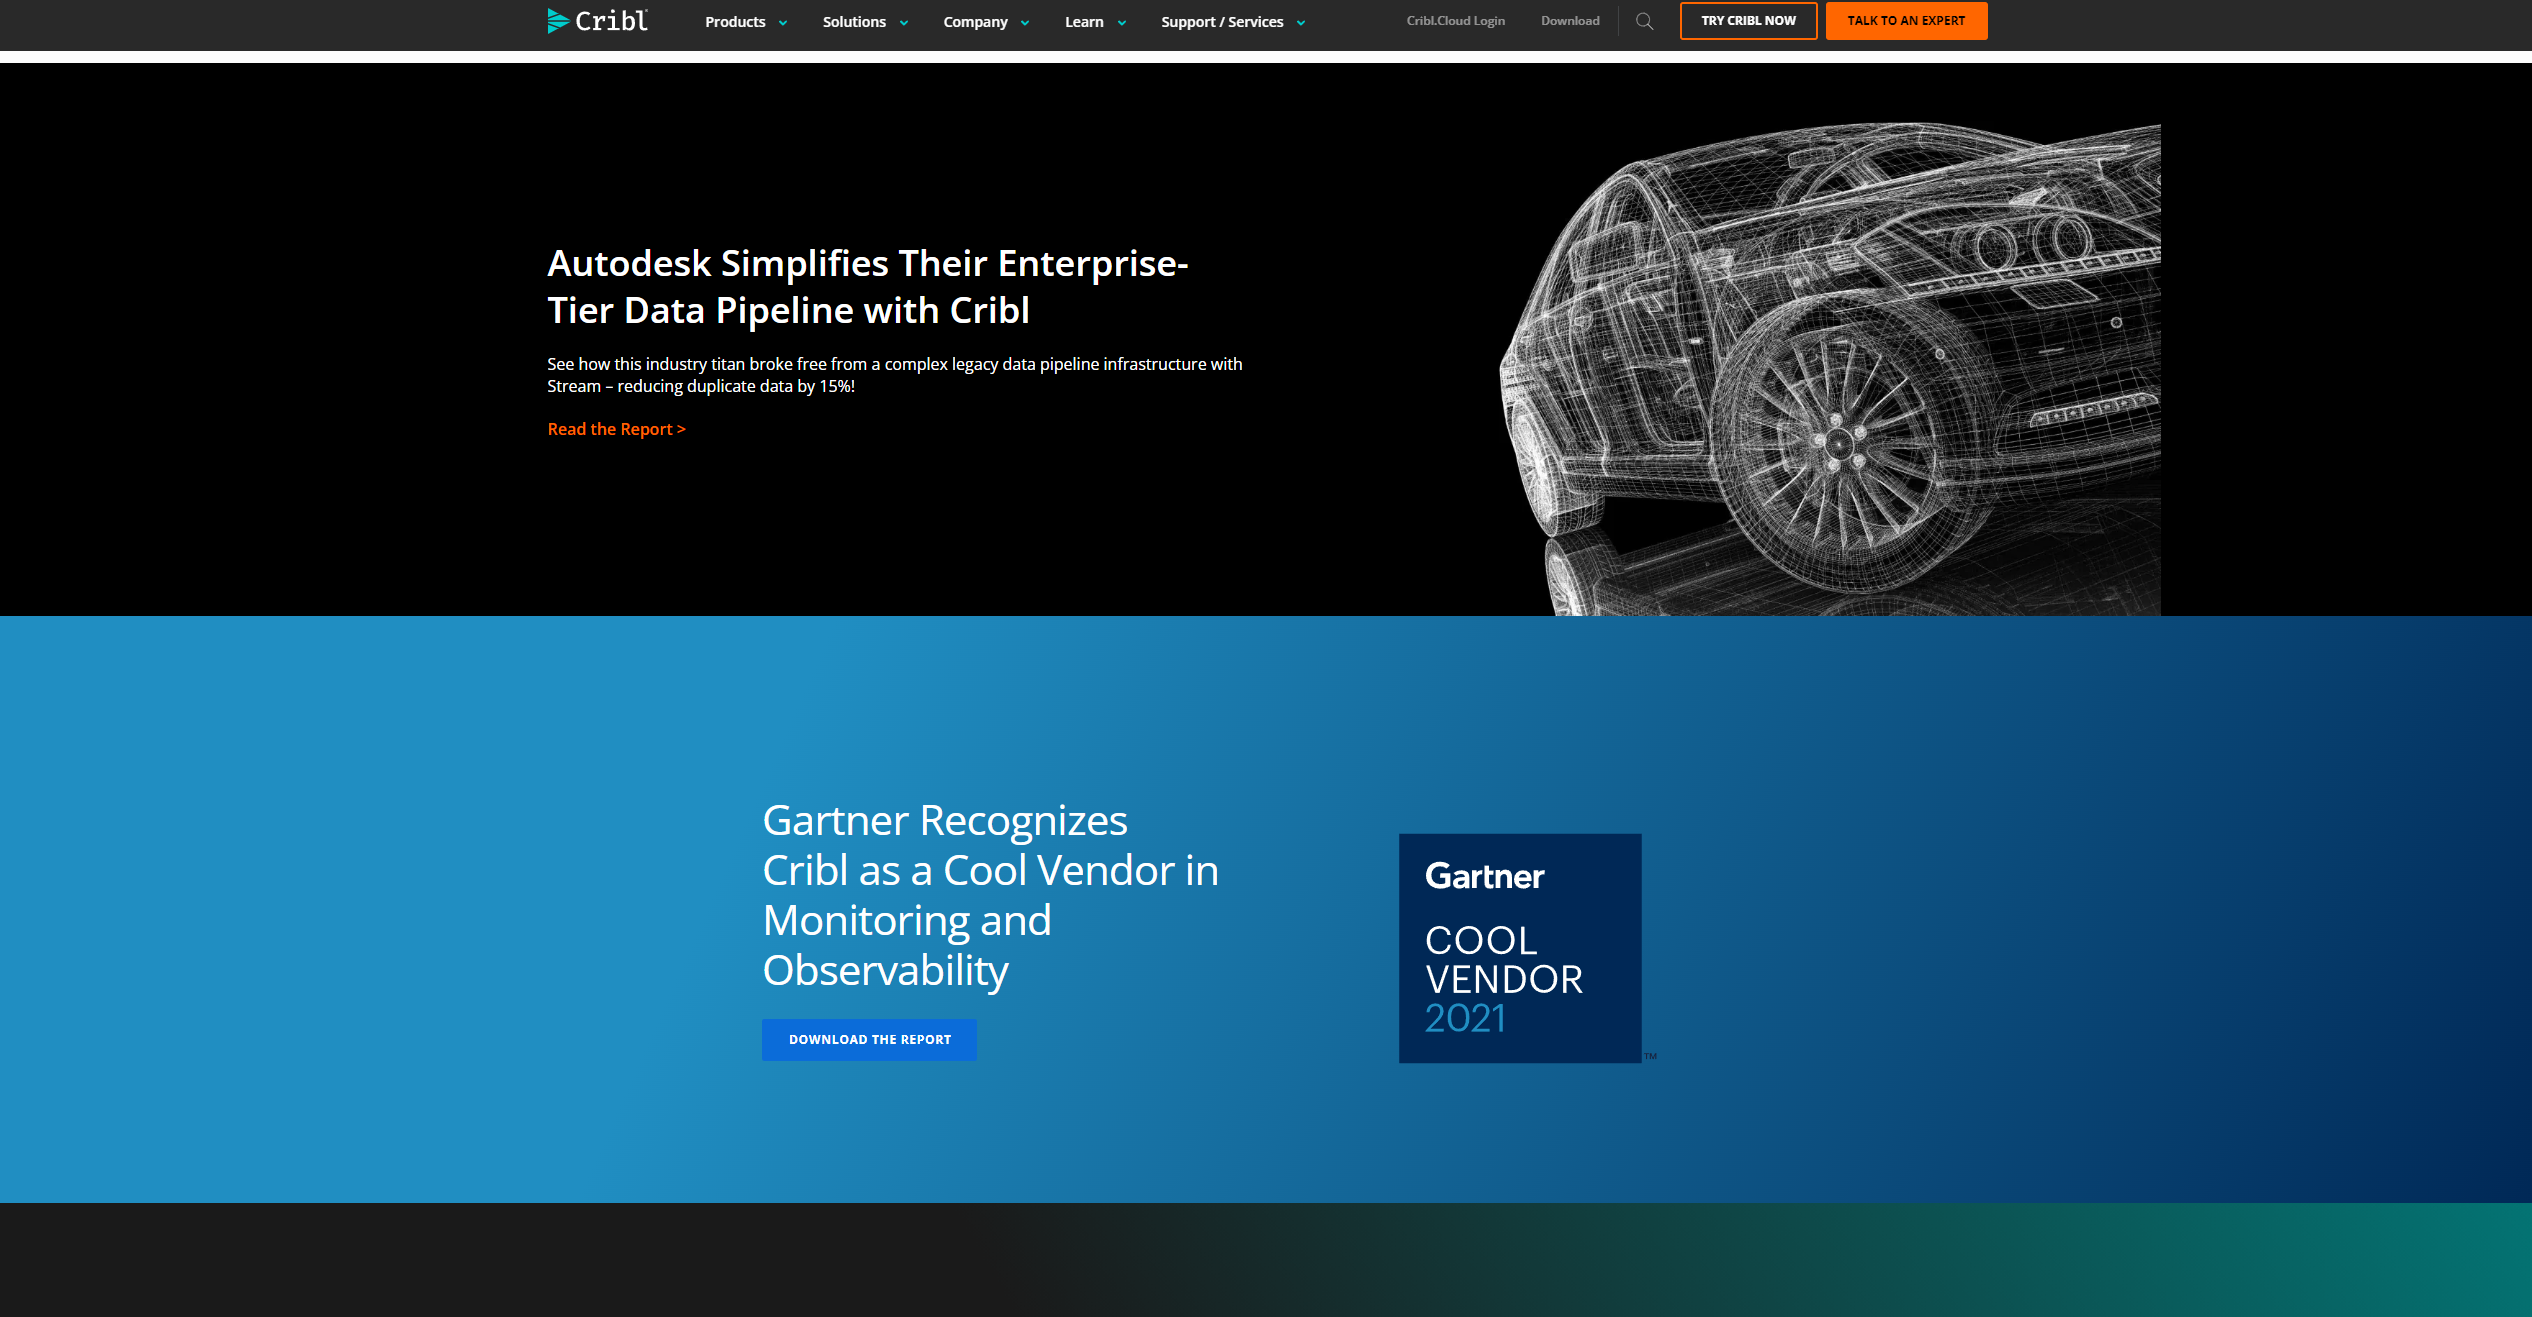 Cribl
Products
Solutions
Company
Learn
Support / Services
Cribl.Cloud Login
Download
TRY CRIBL NOW
TALK TO AN EXPERT
Autodesk Simplifies Their Enterprise-
Tier Data Pipeline with Cribl
See how this industry titan broke free from a complex legacy data pipeline infrastructure with
Stream – reducing duplicate data by 15%!
Read the Report >
Gartner Recognizes
Cribl as a Cool Vendor in
Monitoring and
Observability
DOWNLOAD THE REPORT
Gartner
COOL
VENDOR
2021
TM